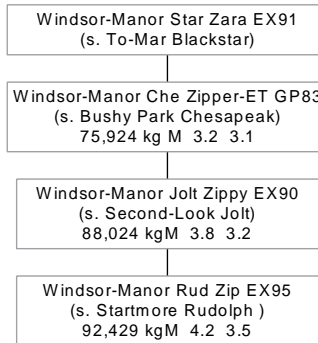 Windsor-Manor Star Zara EX91
(s. To-Mar Blackstar)
Windsor-Manor Che Zipper-ET GP83
(s. Bushy Park Chesapeak)
75,924 kg M 3.2 3.1
Windsor-Manor Jolt Zippy EX90
(s. Second-Look Jolt)
88,024 kgM 3.8 3.2
Windsor-Manor Rud Zip EX95
(s. Startmore Rudolph )
92,429 kgM 4.2 3.5